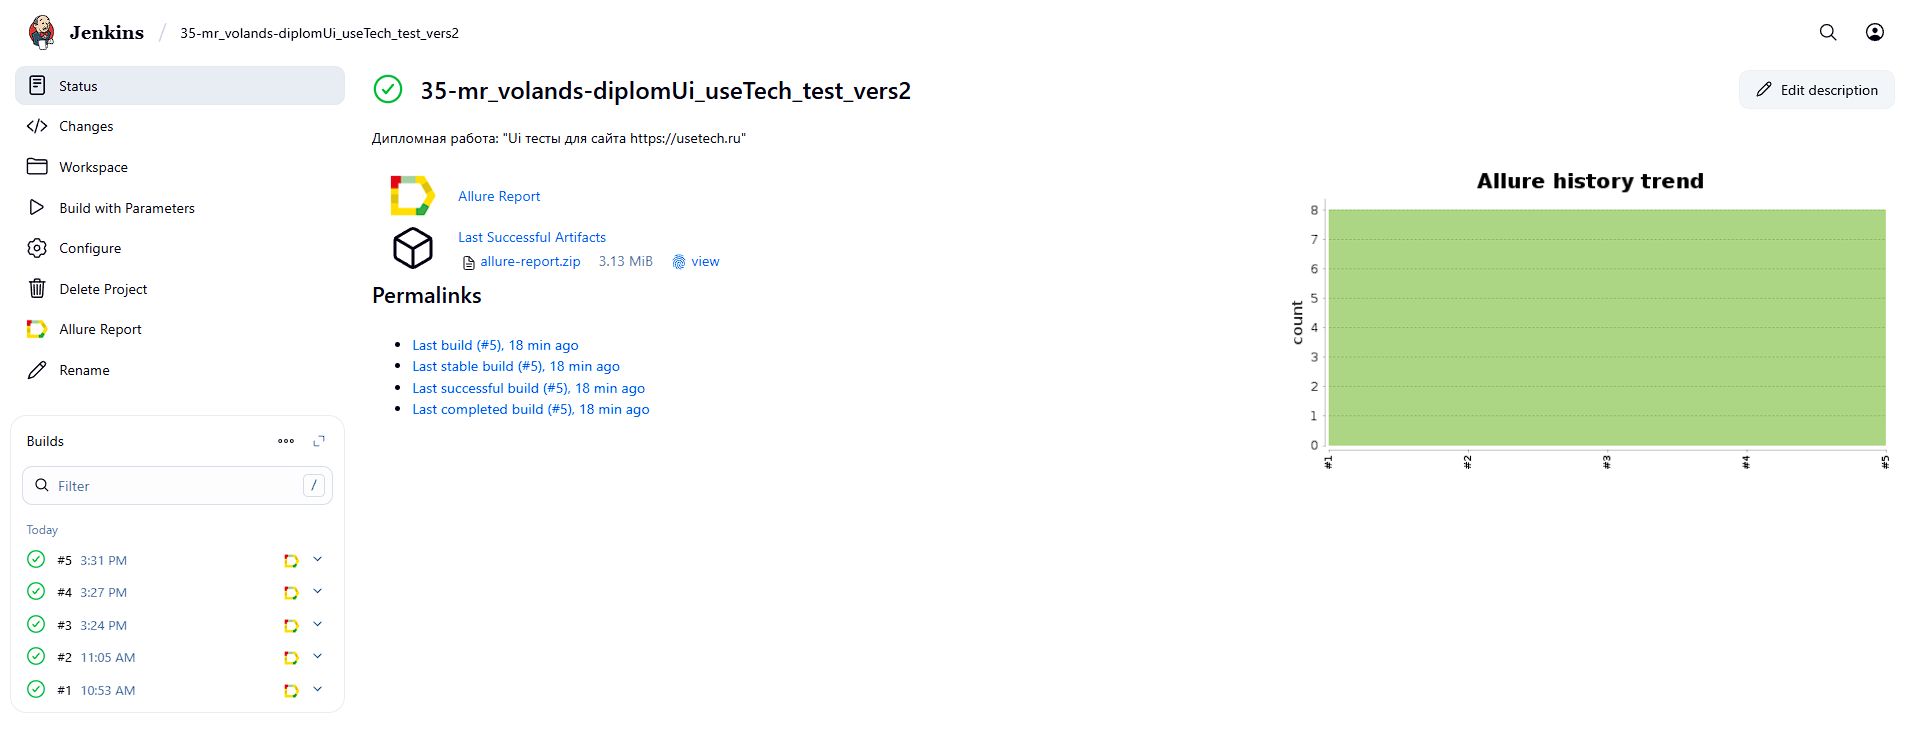 Jenkins / 35-mr_volands-diplomUi_useTech_test_vers2
Status
Changes
Workspace
Build with Parameters
Configure
Delete Project
Allure Report
Rename
Builds
Filter /
Today
#5 3:31 PM
#4 3:27 PM
#3 3:24 PM
#2 11:05 AM
#1 10:53 AM
35-mr_volands-diplomUi_useTech_test_vers2
Edit description
Дипломная работа: "Ui тесты для сайта https://usetech.ru"
Allure Report
Last Successful Artifacts
allure-report.zip 3.13 MiB view
Permalinks
Last build (#5), 18 min ago
Last stable build (#5), 18 min ago
Last successful build (#5), 18 min ago
Last completed build (#5), 18 min ago
Allure history trend
count
8
7
6
5
4
3
2
1
0
#1 #2 #3 #4 #5